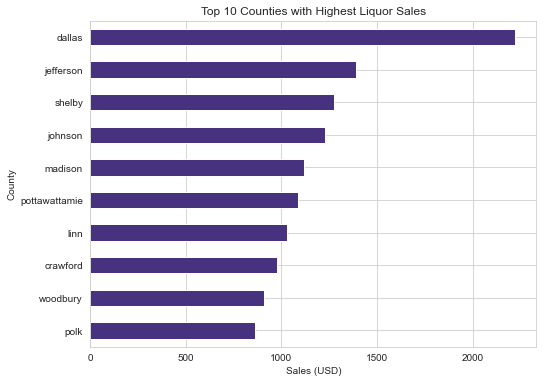 Top 10 Counties with Highest Liquor Sales
dallas
jefferson
shelby
johnson
madison
pottawattamie
linn
crawford
woodbury
polk
County
0 500 1000 1500 2000
Sales (USD)